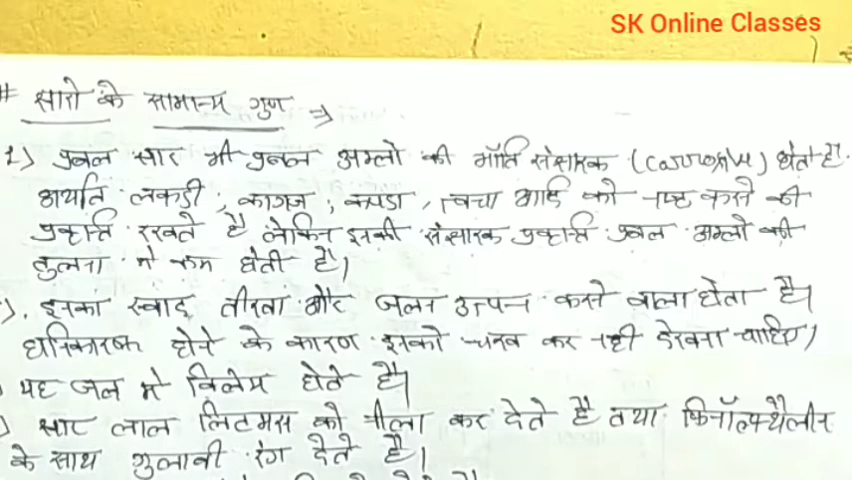 SK Online Classes
# क्षारो के सामान्य गुण ⇒
1) प्रबल क्षार भी प्रबल अम्लो की भाँति संक्षारक (Corrosive) होता है।
अर्थात लकडी, कागज, कपडा, त्वचा आदि को नष्ट करने की
प्रवृत्ति रखते है लेकिन इनकी संक्षारक प्रवृत्ति प्रबल अम्लो की
तुलना मे कम होती है।
). इनका स्वाद तीखा और जलन उत्पन करने वाला होता है।
हानिकारक होने के कारण इनको चख कर नही देखना चाहिए।
यह जल मे विलेय होते है।
) क्षार लाल लिटमस को नीला कर देते है तथा फिनॉल्फ्थैलीन
के साथ गुलाबी रंग देते है।